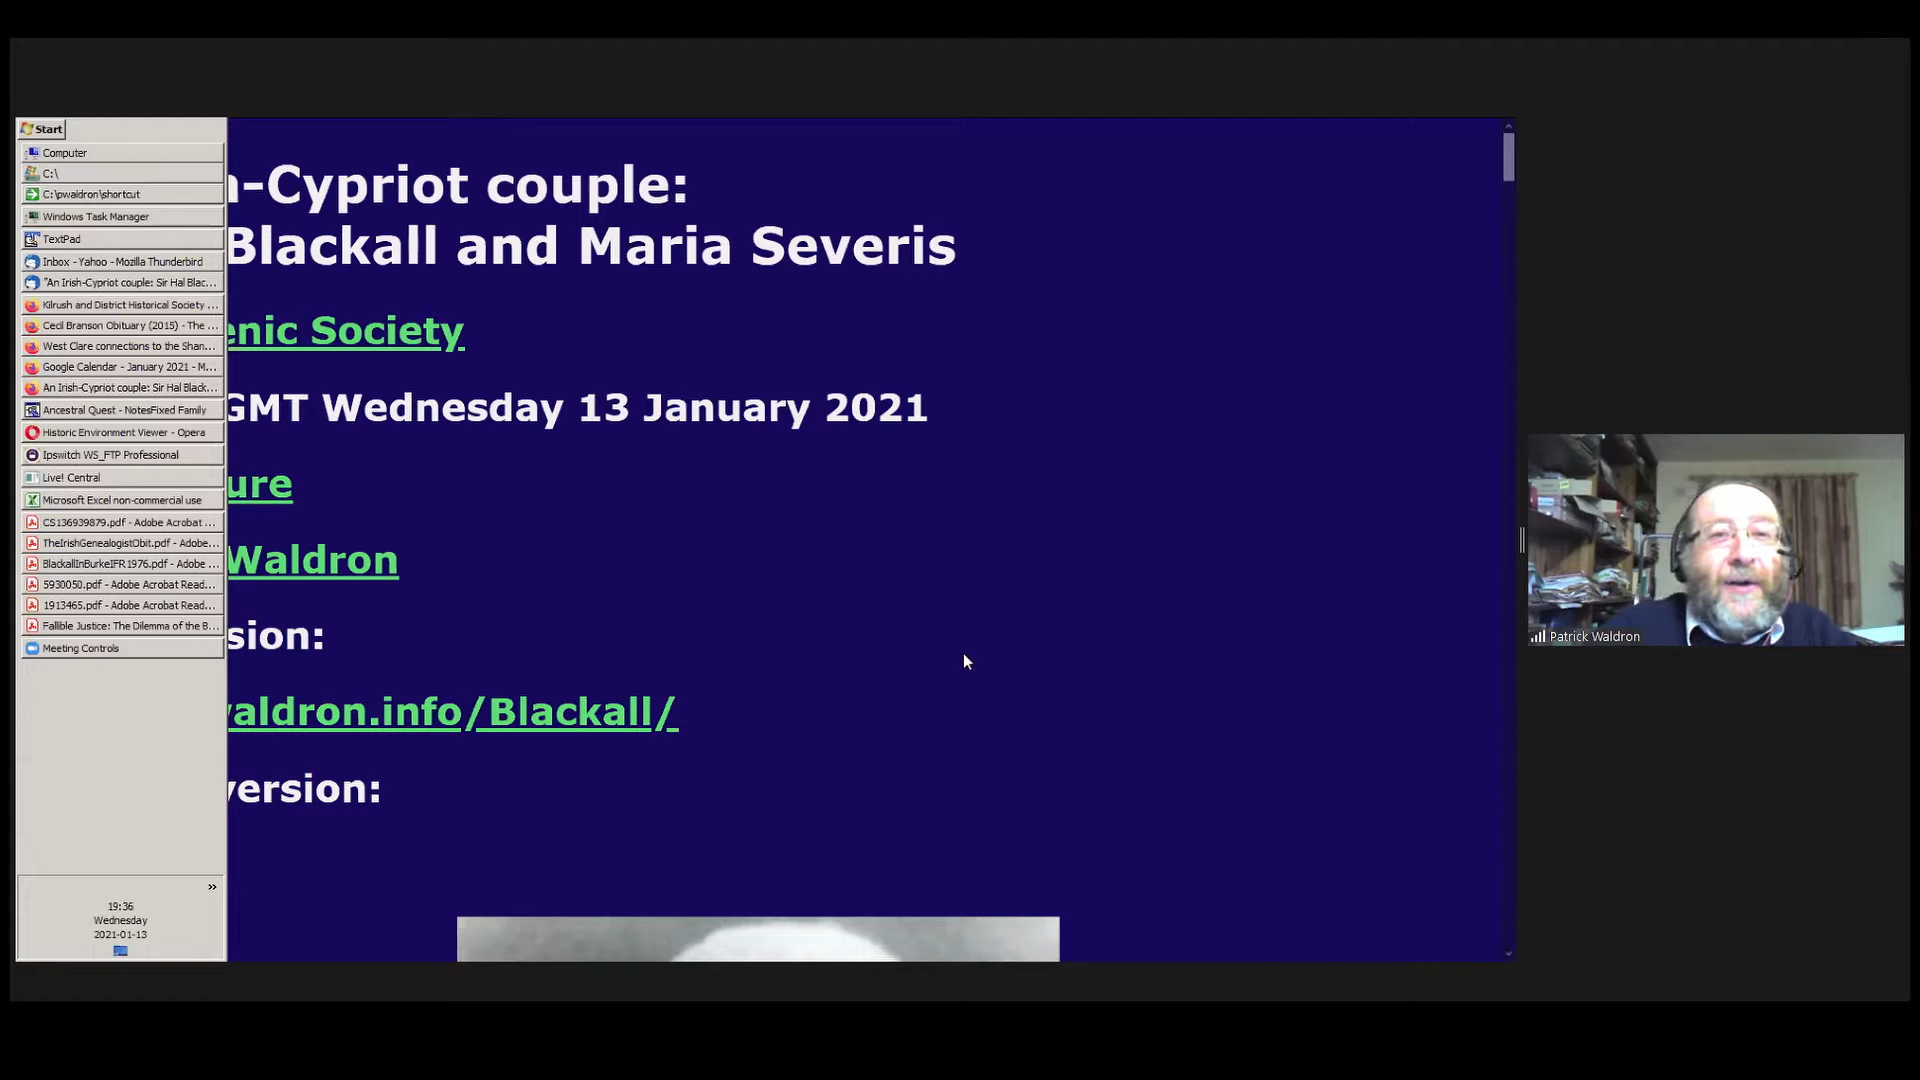 Start
Computer
C:\
C:\pwaldron\shortcut
Windows Task Manager
TextPad
Inbox - Yahoo - Mozilla Thunderbird
"An Irish-Cypriot couple: Sir Hal Blac...
Kilrush and District Historical Society ...
Cecil Branson Obituary (2015) - The ...
West Clare connections to the Shan...
Google Calendar - January 2021 - M...
An Irish-Cypriot couple: Sir Hal Black...
Ancestral Quest - NotesFixed Family
Historic Environment Viewer - Opera
Ipswitch WS_FTP Professional
Live! Central
Microsoft Excel non-commercial use
CS136939879.pdf - Adobe Acrobat ...
TheIrishGenealogistObit.pdf - Adobe...
BlackallInBurkeIFR1976.pdf - Adobe ...
5930050.pdf - Adobe Acrobat Read...
1913465.pdf - Adobe Acrobat Read...
Fallible Justice: The Dilemma of the B...
Meeting Controls
»
19:36
Wednesday
2021-01-13
n-Cypriot couple:
Blackall and Maria Severis
enic Society
GMT Wednesday 13 January 2021
ure
Waldron
sion:
waldron.info/Blackall/
version:
Patrick Waldron